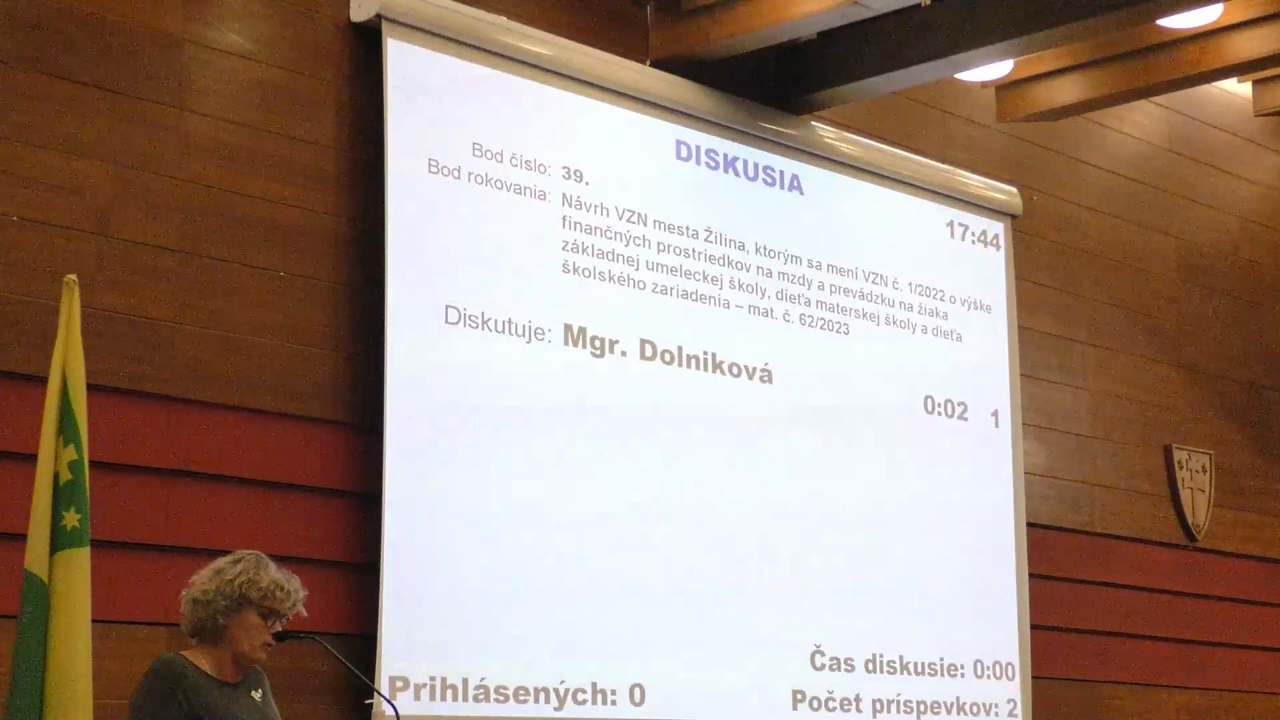 DISKUSIA
Bod číslo: 39.
17:44
Bod rokovania: Návrh VZN mesta Žilina, ktorým sa mení VZN č. 1/2022 o výške
finančných prostriedkov na mzdy a prevádzku na žiaka
základnej umeleckej školy, dieťa materskej školy a dieťa
školského zariadenia – mat. č. 62/2023
Diskutuje: Mgr. Dolniková
0:02 1
Čas diskusie: 0:00
Prihlásených: 0
Počet príspevkov: 2